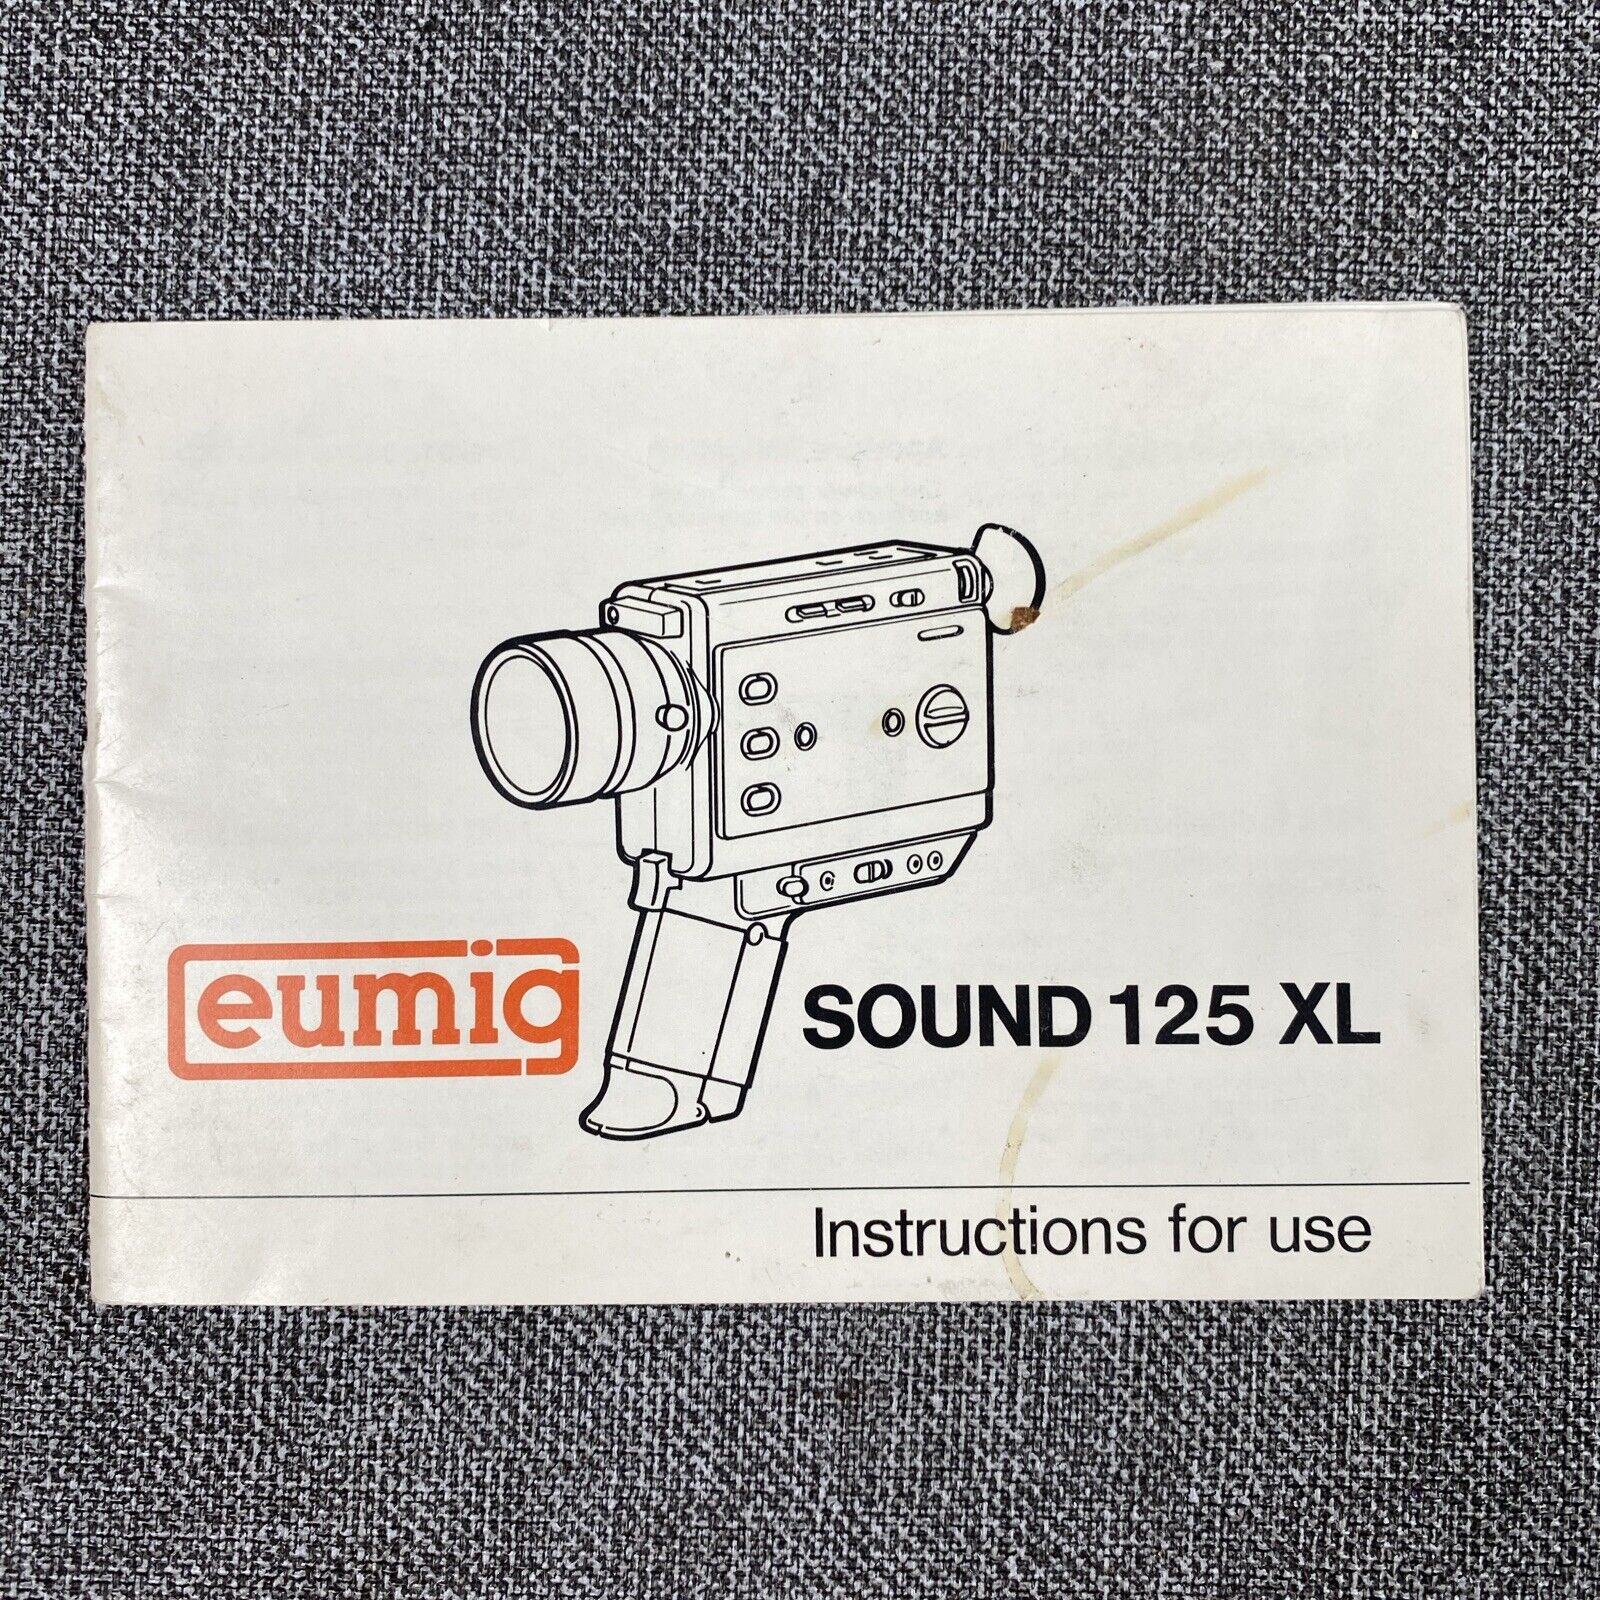 eumig
SOUND 125 XL
Instructions for use